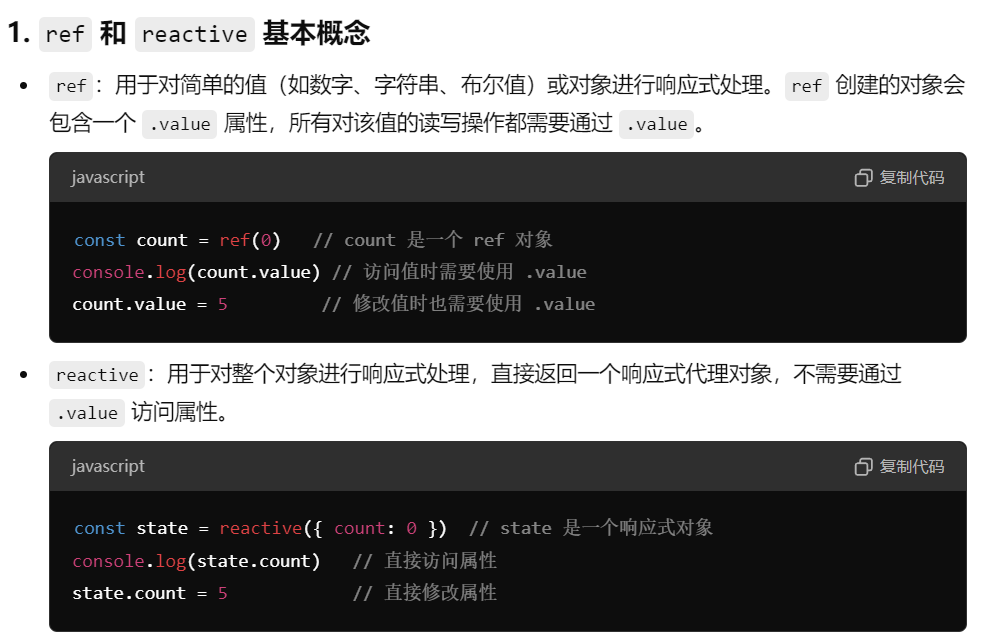 1. ref 和 reactive 基本概念
ref：用于对简单的值（如数字、字符串、布尔值）或对象进行响应式处理。ref 创建的对象会
包含一个 .value 属性，所有对该值的读写操作都需要通过 .value。
javascript 复制代码
const count = ref(0)   // count 是一个 ref 对象
console.log(count.value) // 访问值时需要使用 .value
count.value = 5         // 修改值时也需要使用 .value
reactive：用于对整个对象进行响应式处理，直接返回一个响应式代理对象，不需要通过
.value 访问属性。
javascript 复制代码
const state = reactive({ count: 0 })  // state 是一个响应式对象
console.log(state.count)   // 直接访问属性
state.count = 5            // 直接修改属性